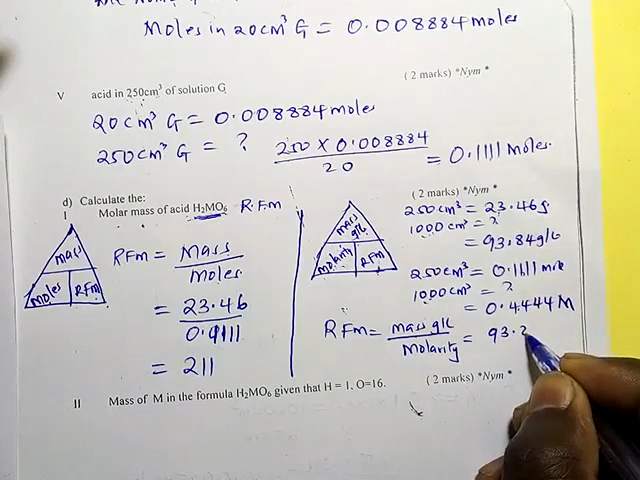 Moles in 20cm³ G = 0.008884 moles
V acid in 250cm³ of solution G (2 marks) *Nym *
20cm³ G = 0.008884 moles
250cm³ G = ? 250 × 0.008884 / 20 = 0.1111 moles.
d) Calculate the: (2 marks) *Nym *
I Molar mass of acid H₂MO₆ R.F.m
mass
moles RFm
RFm = Mass / moles
= 23.46 / 0.1111
= 211
mass g/l
molarity RFm
250cm³ = 23.46g
1000cm³ = ?
= 93.84g/l
250cm³ = 0.1111 mole
1000cm³ = ?
= 0.4444 M
RFm = mass g/l / Molarity = 93.
II Mass of M in the formula H₂MO₆ given that H = 1, O=16. (2 marks) *Nym *